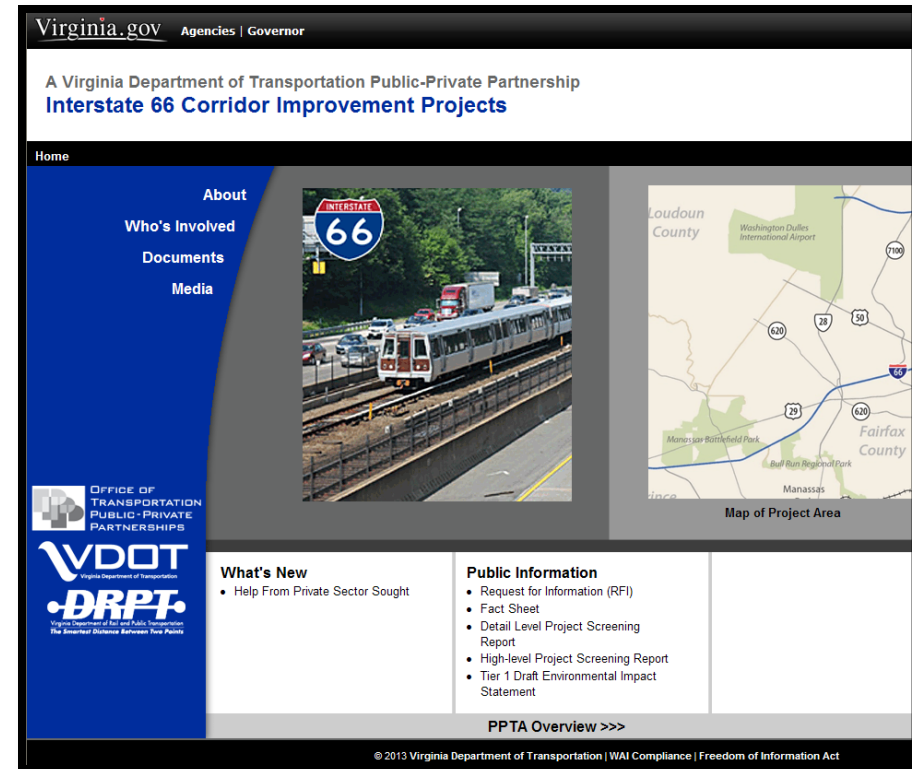 Virginia.gov Agencies | Governor
A Virginia Department of Transportation Public-Private Partnership
Interstate 66 Corridor Improvement Projects
Home
About
Who's Involved
Documents
Media
INTERSTATE
66
Loudoun
County
Washington Dulles
International Airport
7100
620
28
50
66
29
620
Fairfax
County
Manassas Battlefield Park
Bull Run Regional Park
Manassas
Map of Project Area
OFFICE OF
TRANSPORTATION
PUBLIC-PRIVATE
PARTNERSHIPS
VDOT
Virginia Department of Transportation
DRPT
Virginia Department of Rail and Public Transportation
The Smartest Distance Between Two Points
What's New
• Help From Private Sector Sought
Public Information
• Request for Information (RFI)
• Fact Sheet
• Detail Level Project Screening
Report
• High-level Project Screening Report
• Tier 1 Draft Environmental Impact
Statement
PPTA Overview >>>
© 2013 Virginia Department of Transportation | WAI Compliance | Freedom of Information Act